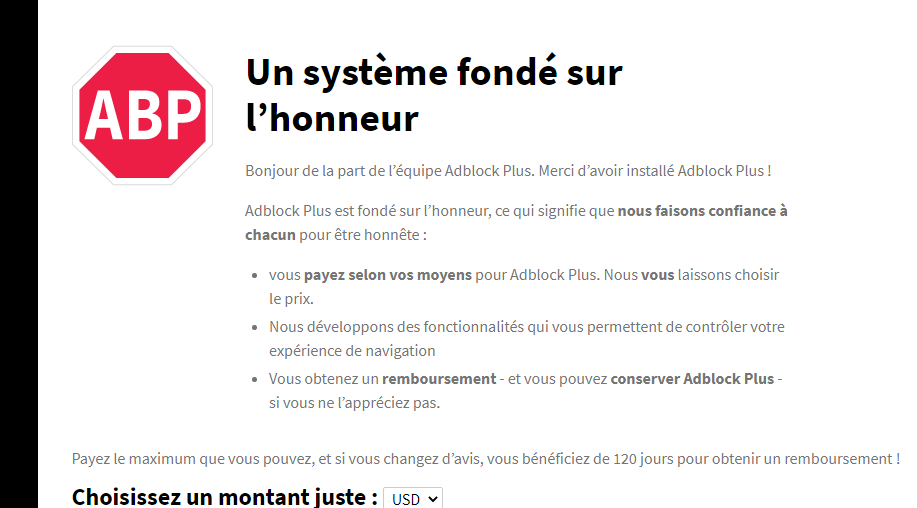 ABP
Un système fondé sur
l’honneur
Bonjour de la part de l’équipe Adblock Plus. Merci d’avoir installé Adblock Plus !
Adblock Plus est fondé sur l’honneur, ce qui signifie que nous faisons confiance à
chacun pour être honnête :
• vous payez selon vos moyens pour Adblock Plus. Nous vous laissons choisir
le prix.
• Nous développons des fonctionnalités qui vous permettent de contrôler votre
expérience de navigation
• Vous obtenez un remboursement - et vous pouvez conserver Adblock Plus -
si vous ne l’appréciez pas.
Payez le maximum que vous pouvez, et si vous changez d’avis, vous bénéficiez de 120 jours pour obtenir un remboursement !
Choisissez un montant juste : USD